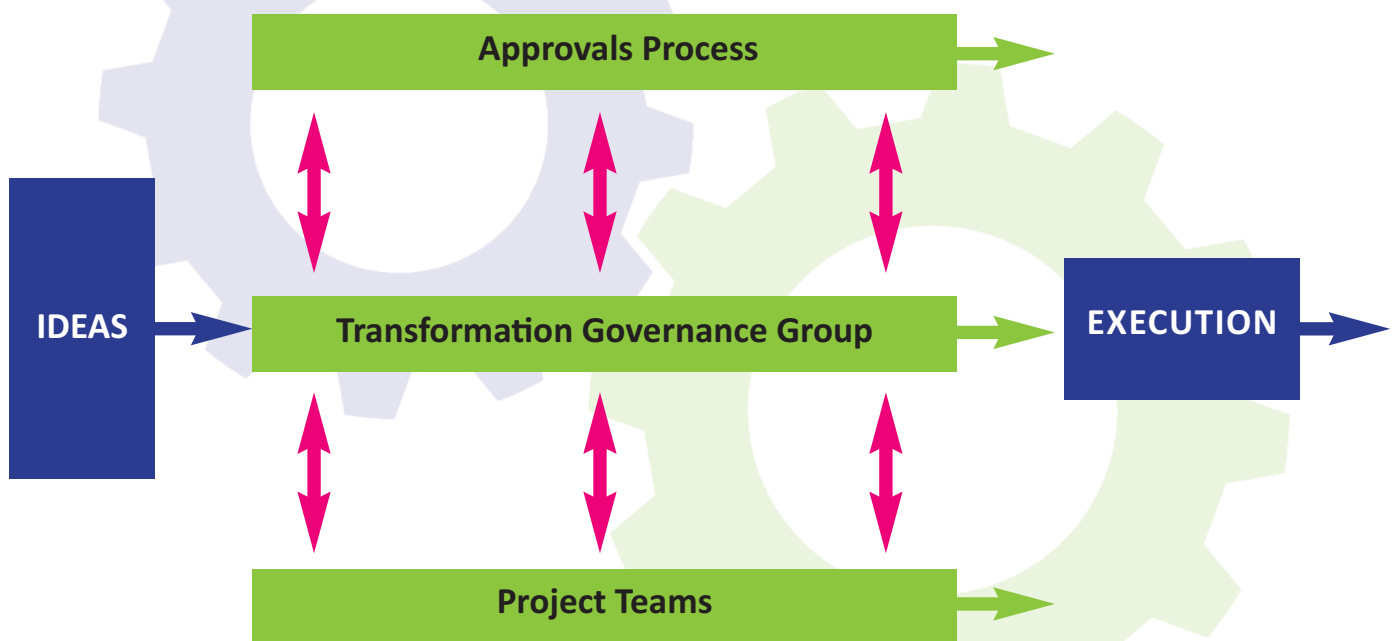 Approvals Process
IDEAS
Transformation Governance Group
EXECUTION
Project Teams